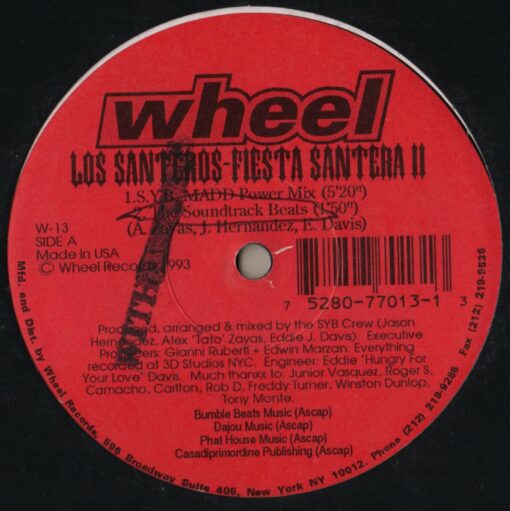 wheel
LOS SANTEROS-FIESTA SANTERA II
1.S.Y.B. MADD Power Mix (5'20")
The Soundtrack Beats (1'50")
(A. Zayas, J. Hernandez, E. Davis)
W-13
SIDE A
Made in USA
© Wheel Records 1993
7 5280-77013-1 3
Produced, arranged & mixed by the SYB Crew (Jason
Hernandez, Alex 'Tato' Zayas, Eddie J. Davis). Executive
Producers: Gianni Ruberti + Edwin Marzan. Everything
recorded at 3D Studios NYC. Engineer: Eddie 'Hungry For
Your Love' Davis. Much thanxx to: Junior Vasquez, Roger S.
Camacho, Carlton, Rob D. Freddy Turner, Winston Dunlop,
Tony Monte.
Bumble Beats Music (Ascap)
Dajou Music (Ascap)
Phat House Music (Ascap)
Casadiprimordine Publishing (Ascap)
Mfd. and Dist. by Wheel Records, 596 Broadway Suite 406, New York NY 10012. Phone (212) 219-9286 Fax (212) 219-9536